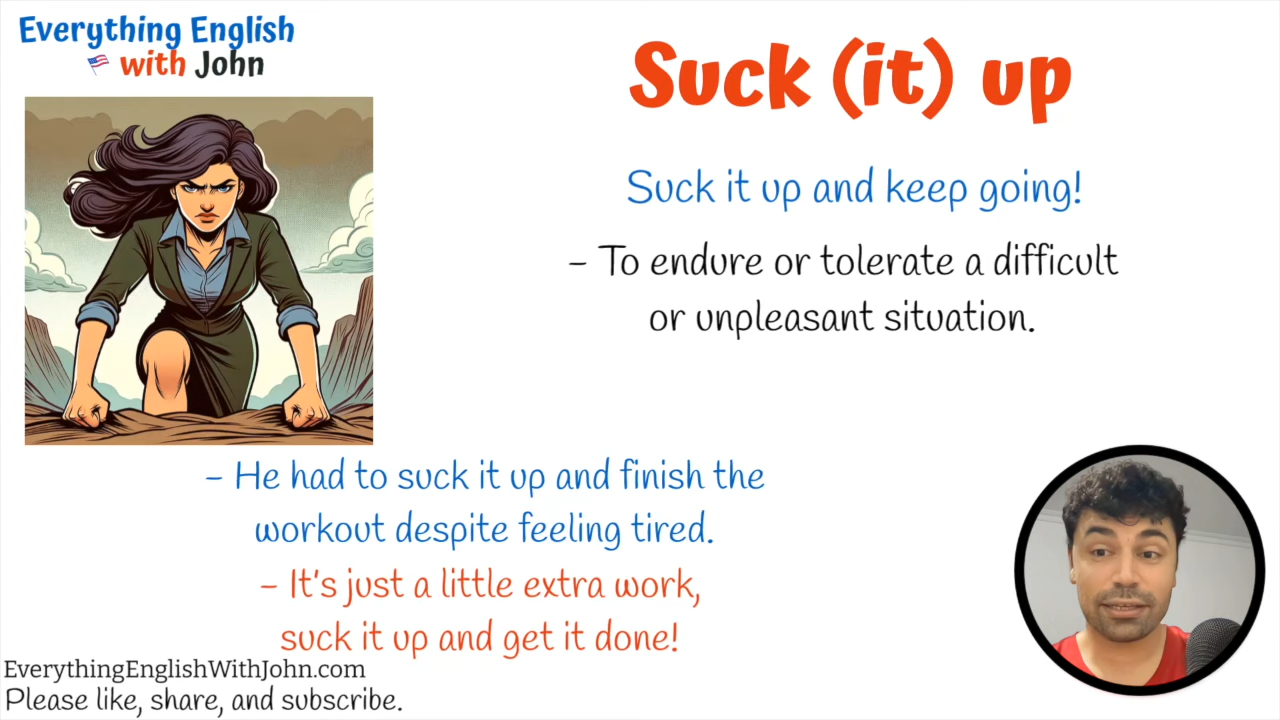 Everything English
with John
Suck (it) up
Suck it up and keep going!
- To endure or tolerate a difficult
or unpleasant situation.
- He had to suck it up and finish the
workout despite feeling tired.
- It's just a little extra work,
suck it up and get it done!
EverythingEnglishWithJohn.com
Please like, share, and subscribe.